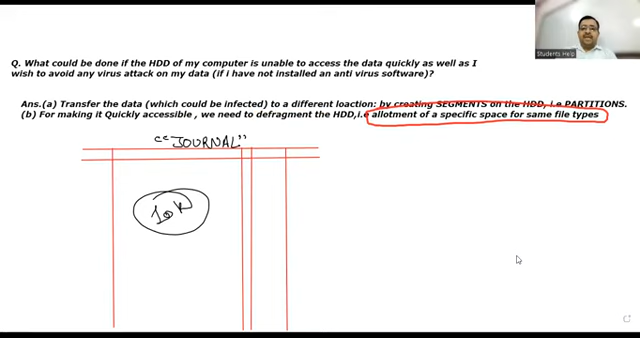 Students Help
Q. What could be done if the HDD of my computer is unable to access the data quickly as well as I
wish to avoid any virus attack on my data (if i have not installed an anti virus software)?
Ans.(a) Transfer the data (which could be infected) to a different loaction: by creating SEGMENTS on the HDD, i.e PARTITIONS.
(b) For making it Quickly accessible , we need to defragment the HDD,i.e allotment of a specific space for same file types
"JOURNAL"